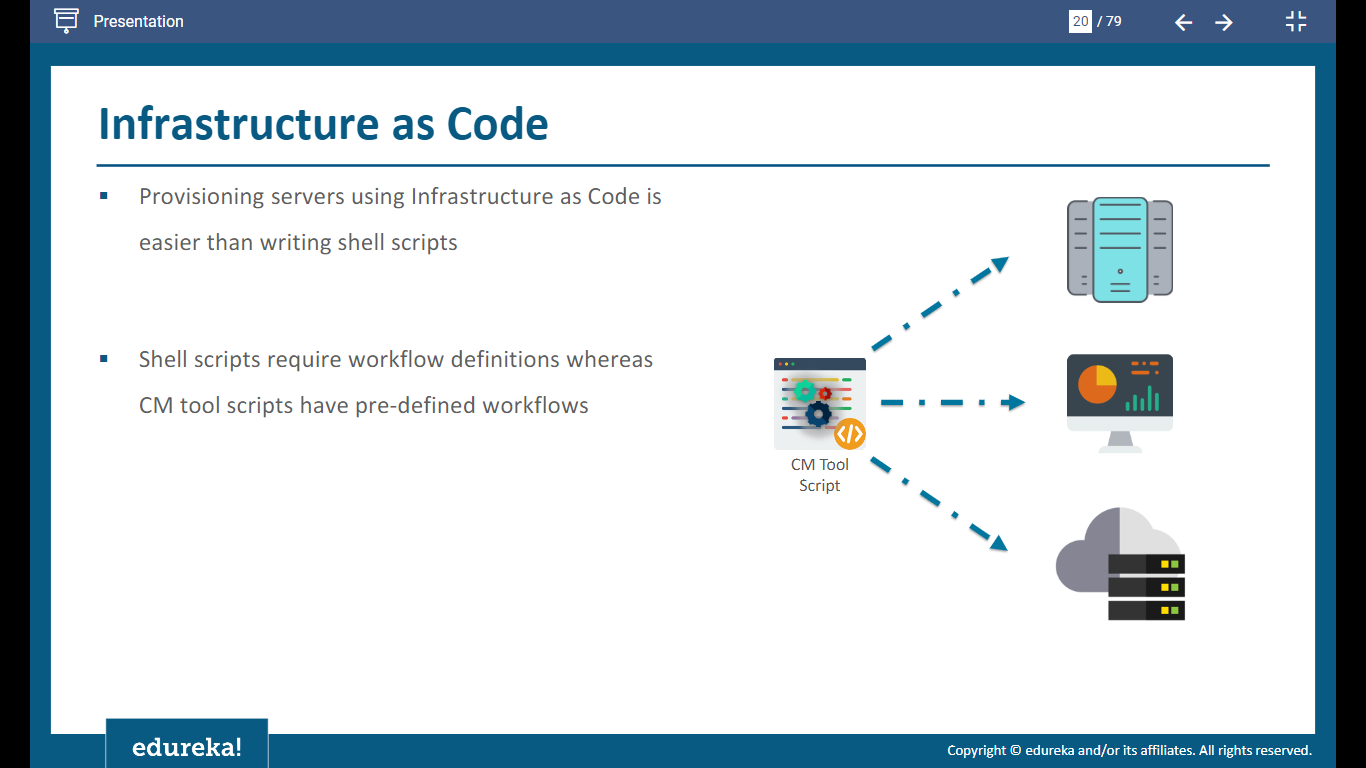 Presentation
20 / 79
Infrastructure as Code
▪ Provisioning servers using Infrastructure as Code is
easier than writing shell scripts
▪ Shell scripts require workflow definitions whereas
CM tool scripts have pre-defined workflows
CM Tool
Script
edureka!
Copyright © edureka and/or its affiliates. All rights reserved.